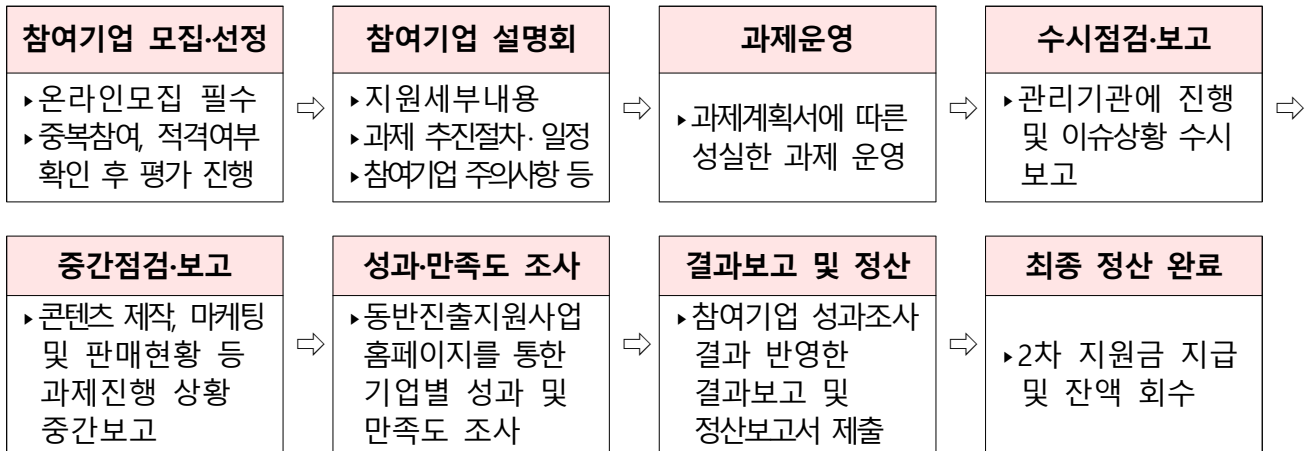 참여기업 모집·선정
▸온라인모집 필수
▸중복참여, 적격여부
확인 후 평가 진행
⇨
참여기업 설명회
▸지원세부내용
▸과제 추진절차·일정
▸참여기업 주의사항 등
⇨
과제운영
▸과제계획서에 따른
성실한 과제 운영
⇨
수시점검·보고
▸관리기관에 진행
및 이슈상황 수시
보고
⇨
중간점검·보고
▸콘텐츠 제작, 마케팅
및 판매현황 등
과제진행 상황
중간보고
⇨
성과·만족도 조사
▸동반진출지원사업
홈페이지를 통한
기업별 성과 및
만족도 조사
⇨
결과보고 및 정산
▸참여기업 성과조사
결과 반영한
결과보고 및
정산보고서 제출
⇨
최종 정산 완료
▸2차 지원금 지급
및 잔액 회수